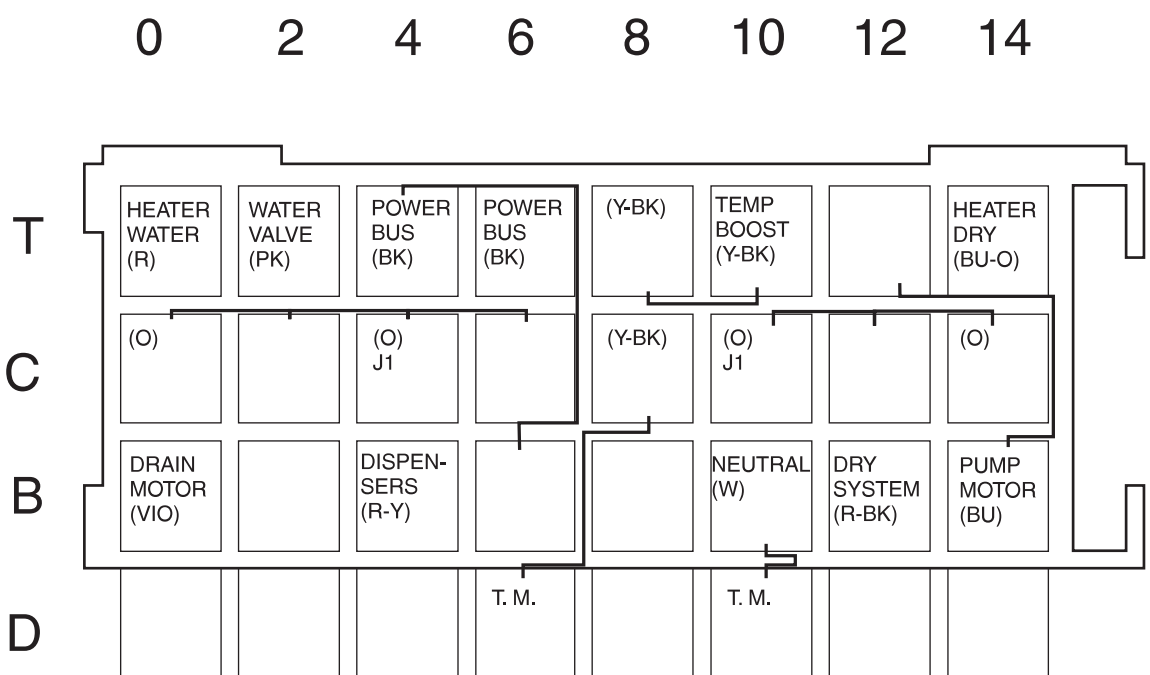 0 2 4 6 8 10 12 14
T
HEATER
WATER
(R)
WATER
VALVE
(PK)
POWER
BUS
(BK)
POWER
BUS
(BK)
(Y-BK)
TEMP
BOOST
(Y-BK)
HEATER
DRY
(BU-O)
C
(O)
(O)
J1
(Y-BK)
(O)
J1
(O)
B
DRAIN
MOTOR
(VIO)
DISPEN-
SERS
(R-Y)
NEUTRAL
(W)
DRY
SYSTEM
(R-BK)
PUMP
MOTOR
(BU)
D
T. M.
T. M.